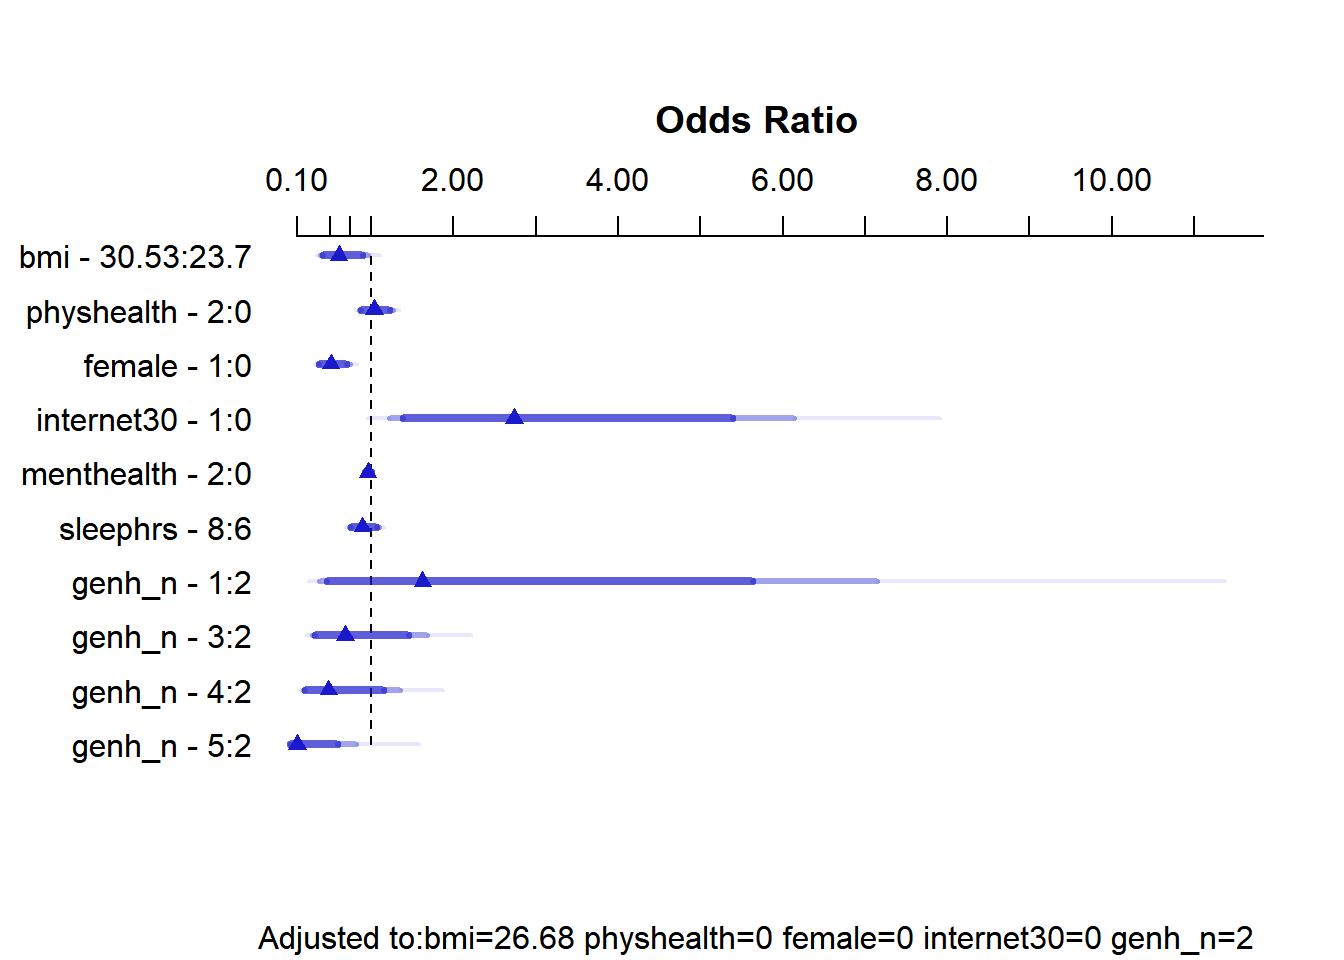 Odds Ratio
0.10 2.00 4.00 6.00 8.00 10.00
bmi - 30.53:23.7
physhealth - 2:0
female - 1:0
internet30 - 1:0
menthealth - 2:0
sleephrs - 8:6
genh_n - 1:2
genh_n - 3:2
genh_n - 4:2
genh_n - 5:2
Adjusted to:bmi=26.68 physhealth=0 female=0 internet30=0 genh_n=2